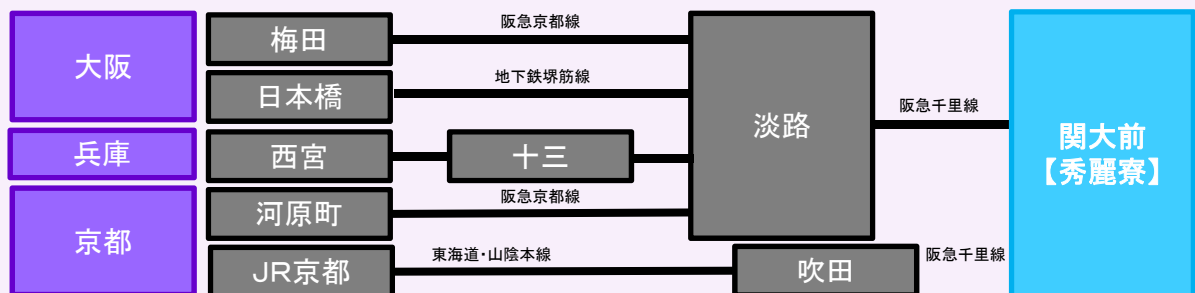 大阪
梅田
阪急京都線
日本橋
地下鉄堺筋線
淡路
阪急千里線
関大前
【秀麗寮】
兵庫
西宮
十三
京都
河原町
阪急京都線
JR京都
東海道・山陰本線
吹田
阪急千里線